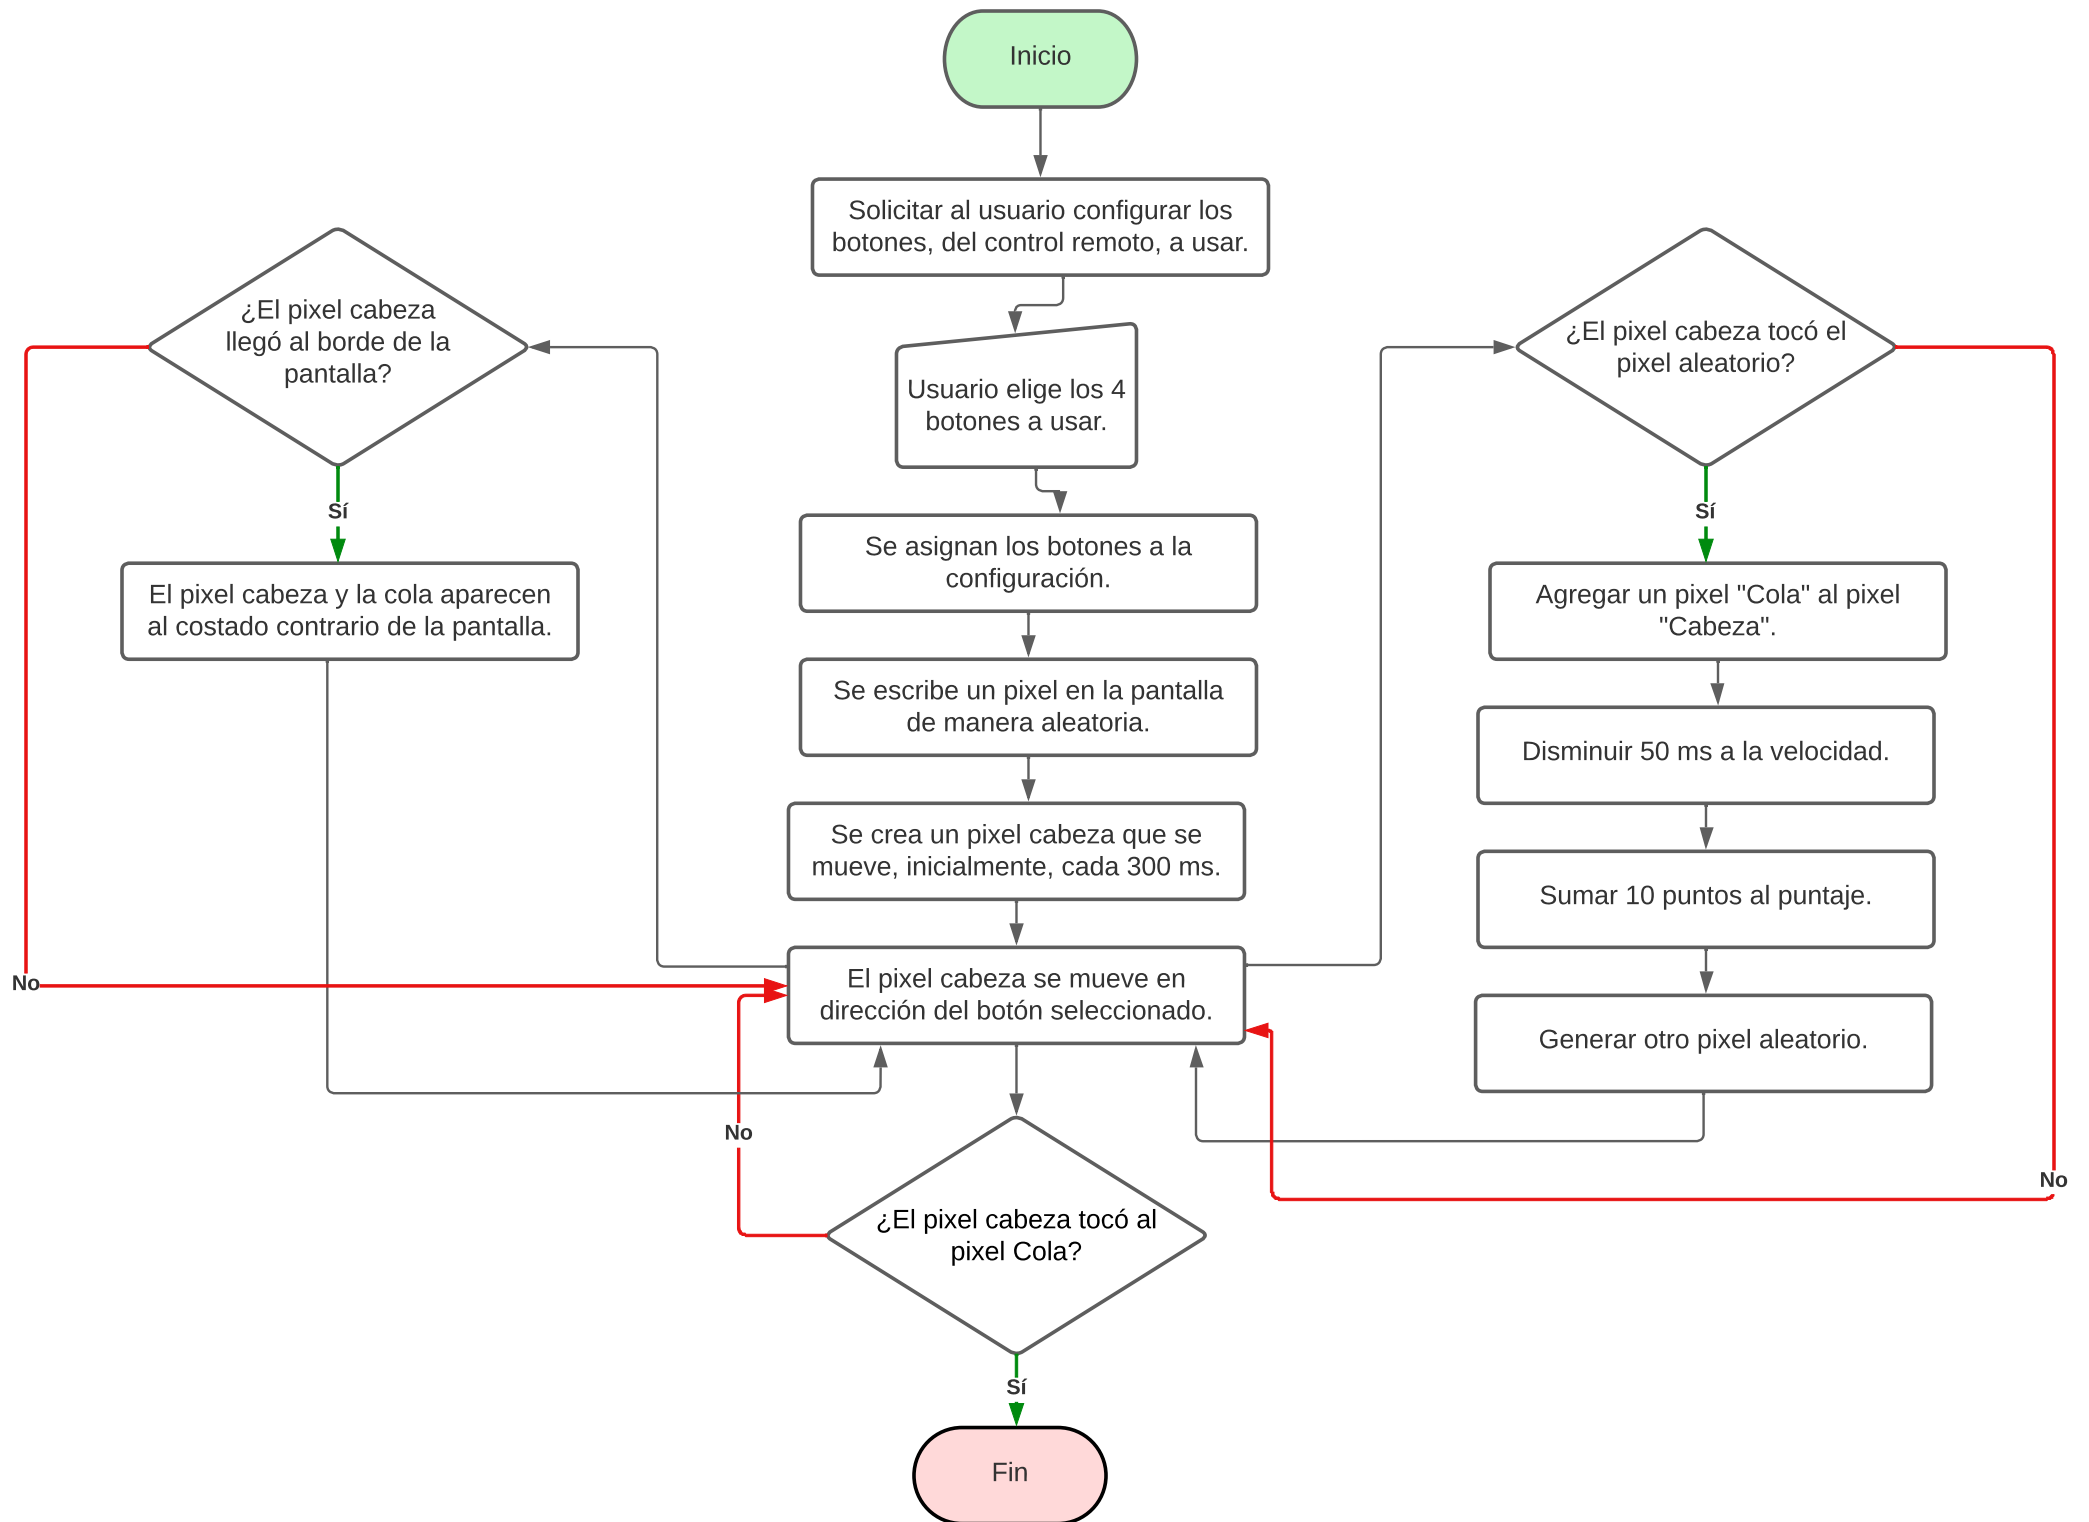 Inicio
Solicitar al usuario configurar los
botones, del control remoto, a usar.
Usuario elige los 4
botones a usar.
Se asignan los botones a la
configuración.
Se escribe un pixel en la pantalla
de manera aleatoria.
Se crea un pixel cabeza que se
mueve, inicialmente, cada 300 ms.
El pixel cabeza se mueve en
dirección del botón seleccionado.
¿El pixel cabeza
llegó al borde de la
pantalla?
Sí
El pixel cabeza y la cola aparecen
al costado contrario de la pantalla.
No
¿El pixel cabeza tocó el
pixel aleatorio?
Sí
Agregar un pixel "Cola" al pixel
"Cabeza".
Disminuir 50 ms a la velocidad.
Sumar 10 puntos al puntaje.
Generar otro pixel aleatorio.
No
No
¿El pixel cabeza tocó al
pixel Cola?
Sí
Fin